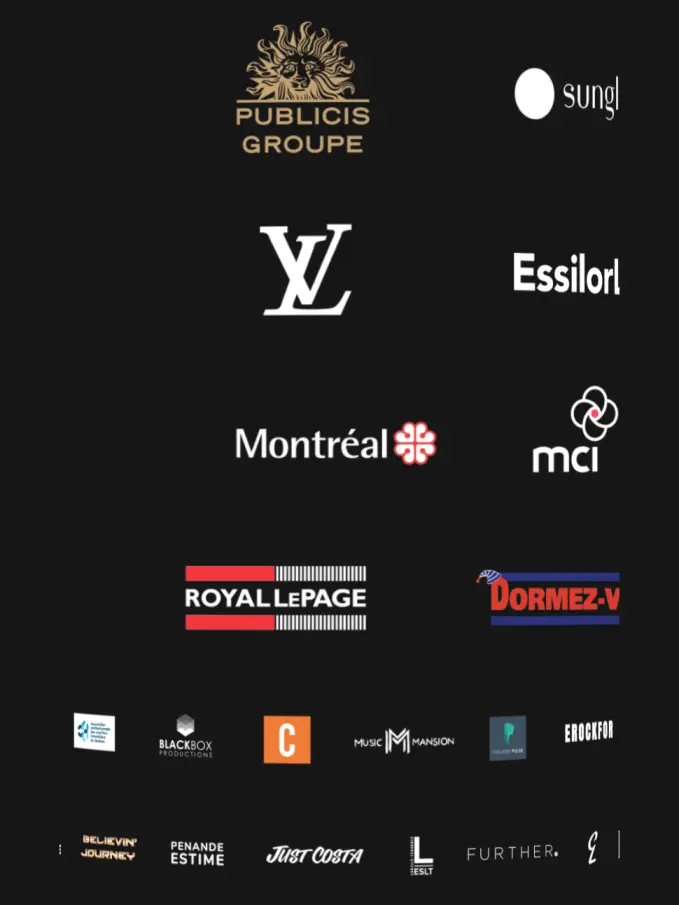 PUBLICIS
GROUPE
sungl
LV
EssilorL
Montréal
mci
ROYAL LEPAGE
DORMEZ-V
BLACKBOX
PRODUCTIONS
C
MUSIC MANSION
EROCKFOR
BELIEVIN'
JOURNEY
PENANDE
ESTIME
JUST COSTA
L
ESLT
FURTHER.